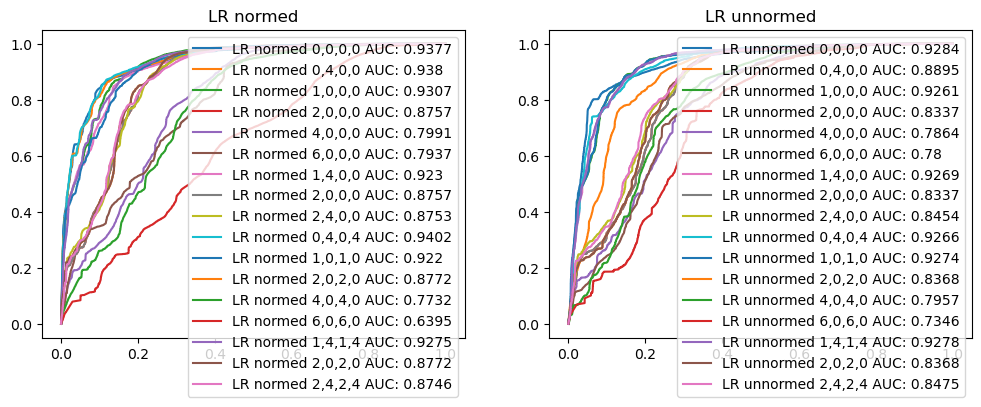 LR normed
1.0
0.8
0.6
0.4
0.2
0.0
0.0
0.2
0.4
0.6
0.8
1.0
LR normed 0,0,0,0 AUC: 0.9377
LR normed 0,4,0,0 AUC: 0.938
LR normed 1,0,0,0 AUC: 0.9307
LR normed 2,0,0,0 AUC: 0.8757
LR normed 4,0,0,0 AUC: 0.7991
LR normed 6,0,0,0 AUC: 0.7937
LR normed 1,4,0,0 AUC: 0.923
LR normed 2,0,0,0 AUC: 0.8757
LR normed 2,4,0,0 AUC: 0.8753
LR normed 0,4,0,4 AUC: 0.9402
LR normed 1,0,1,0 AUC: 0.922
LR normed 2,0,2,0 AUC: 0.8772
LR normed 4,0,4,0 AUC: 0.7732
LR normed 6,0,6,0 AUC: 0.6395
LR normed 1,4,1,4 AUC: 0.9275
LR normed 2,0,2,0 AUC: 0.8772
LR normed 2,4,2,4 AUC: 0.8746
LR unnormed
1.0
0.8
0.6
0.4
0.2
0.0
0.0
0.2
0.4
0.6
0.8
1.0
LR unnormed 0,0,0,0 AUC: 0.9284
LR unnormed 0,4,0,0 AUC: 0.8895
LR unnormed 1,0,0,0 AUC: 0.9261
LR unnormed 2,0,0,0 AUC: 0.8337
LR unnormed 4,0,0,0 AUC: 0.7864
LR unnormed 6,0,0,0 AUC: 0.78
LR unnormed 1,4,0,0 AUC: 0.9269
LR unnormed 2,0,0,0 AUC: 0.8337
LR unnormed 2,4,0,0 AUC: 0.8454
LR unnormed 0,4,0,4 AUC: 0.9266
LR unnormed 1,0,1,0 AUC: 0.9274
LR unnormed 2,0,2,0 AUC: 0.8368
LR unnormed 4,0,4,0 AUC: 0.7957
LR unnormed 6,0,6,0 AUC: 0.7346
LR unnormed 1,4,1,4 AUC: 0.9278
LR unnormed 2,0,2,0 AUC: 0.8368
LR unnormed 2,4,2,4 AUC: 0.8475